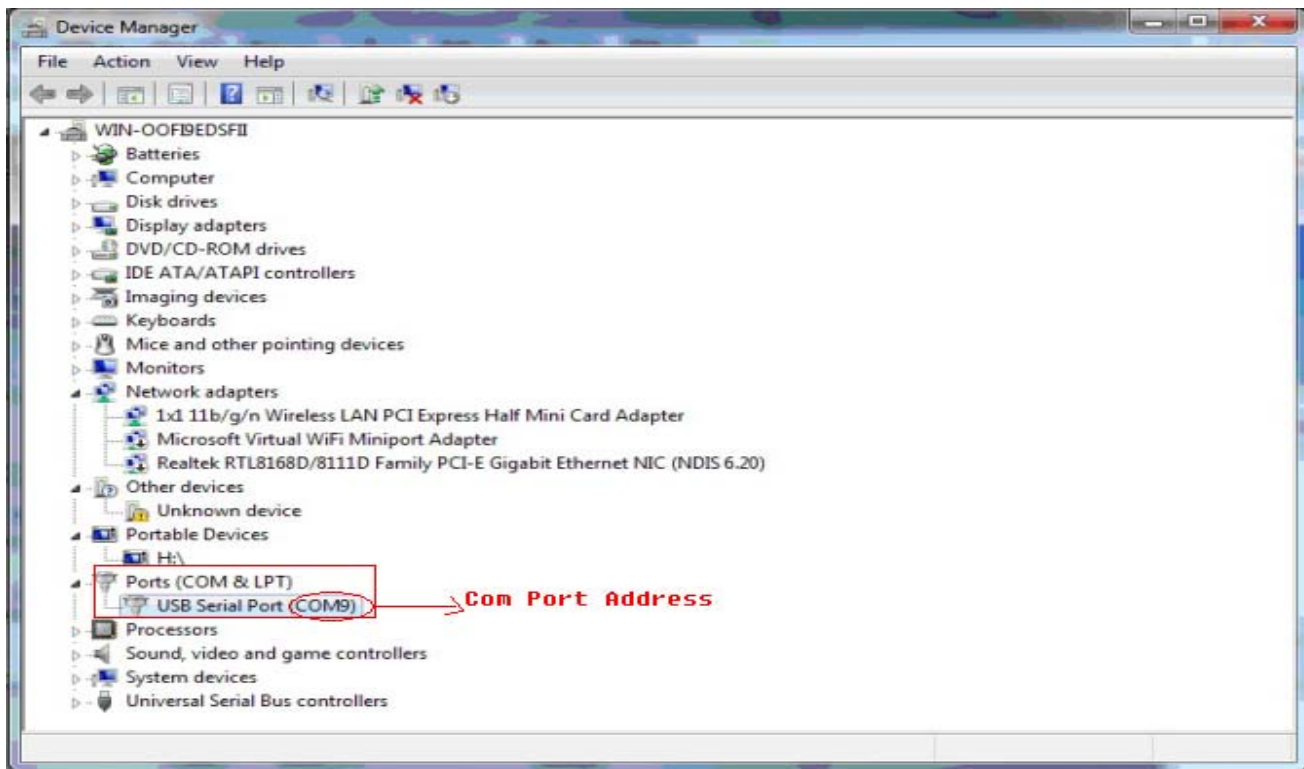 Device Manager
File Action View Help
WIN-OOFI9EDSFII
Batteries
Computer
Disk drives
Display adapters
DVD/CD-ROM drives
IDE ATA/ATAPI controllers
Imaging devices
Keyboards
Mice and other pointing devices
Monitors
Network adapters
1x1 11b/g/n Wireless LAN PCI Express Half Mini Card Adapter
Microsoft Virtual WiFi Miniport Adapter
Realtek RTL8168D/8111D Family PCI-E Gigabit Ethernet NIC (NDIS 6.20)
Other devices
Unknown device
Portable Devices
H:\
Ports (COM & LPT)
USB Serial Port (COM9) Com Port Address
Processors
Sound, video and game controllers
System devices
Universal Serial Bus controllers